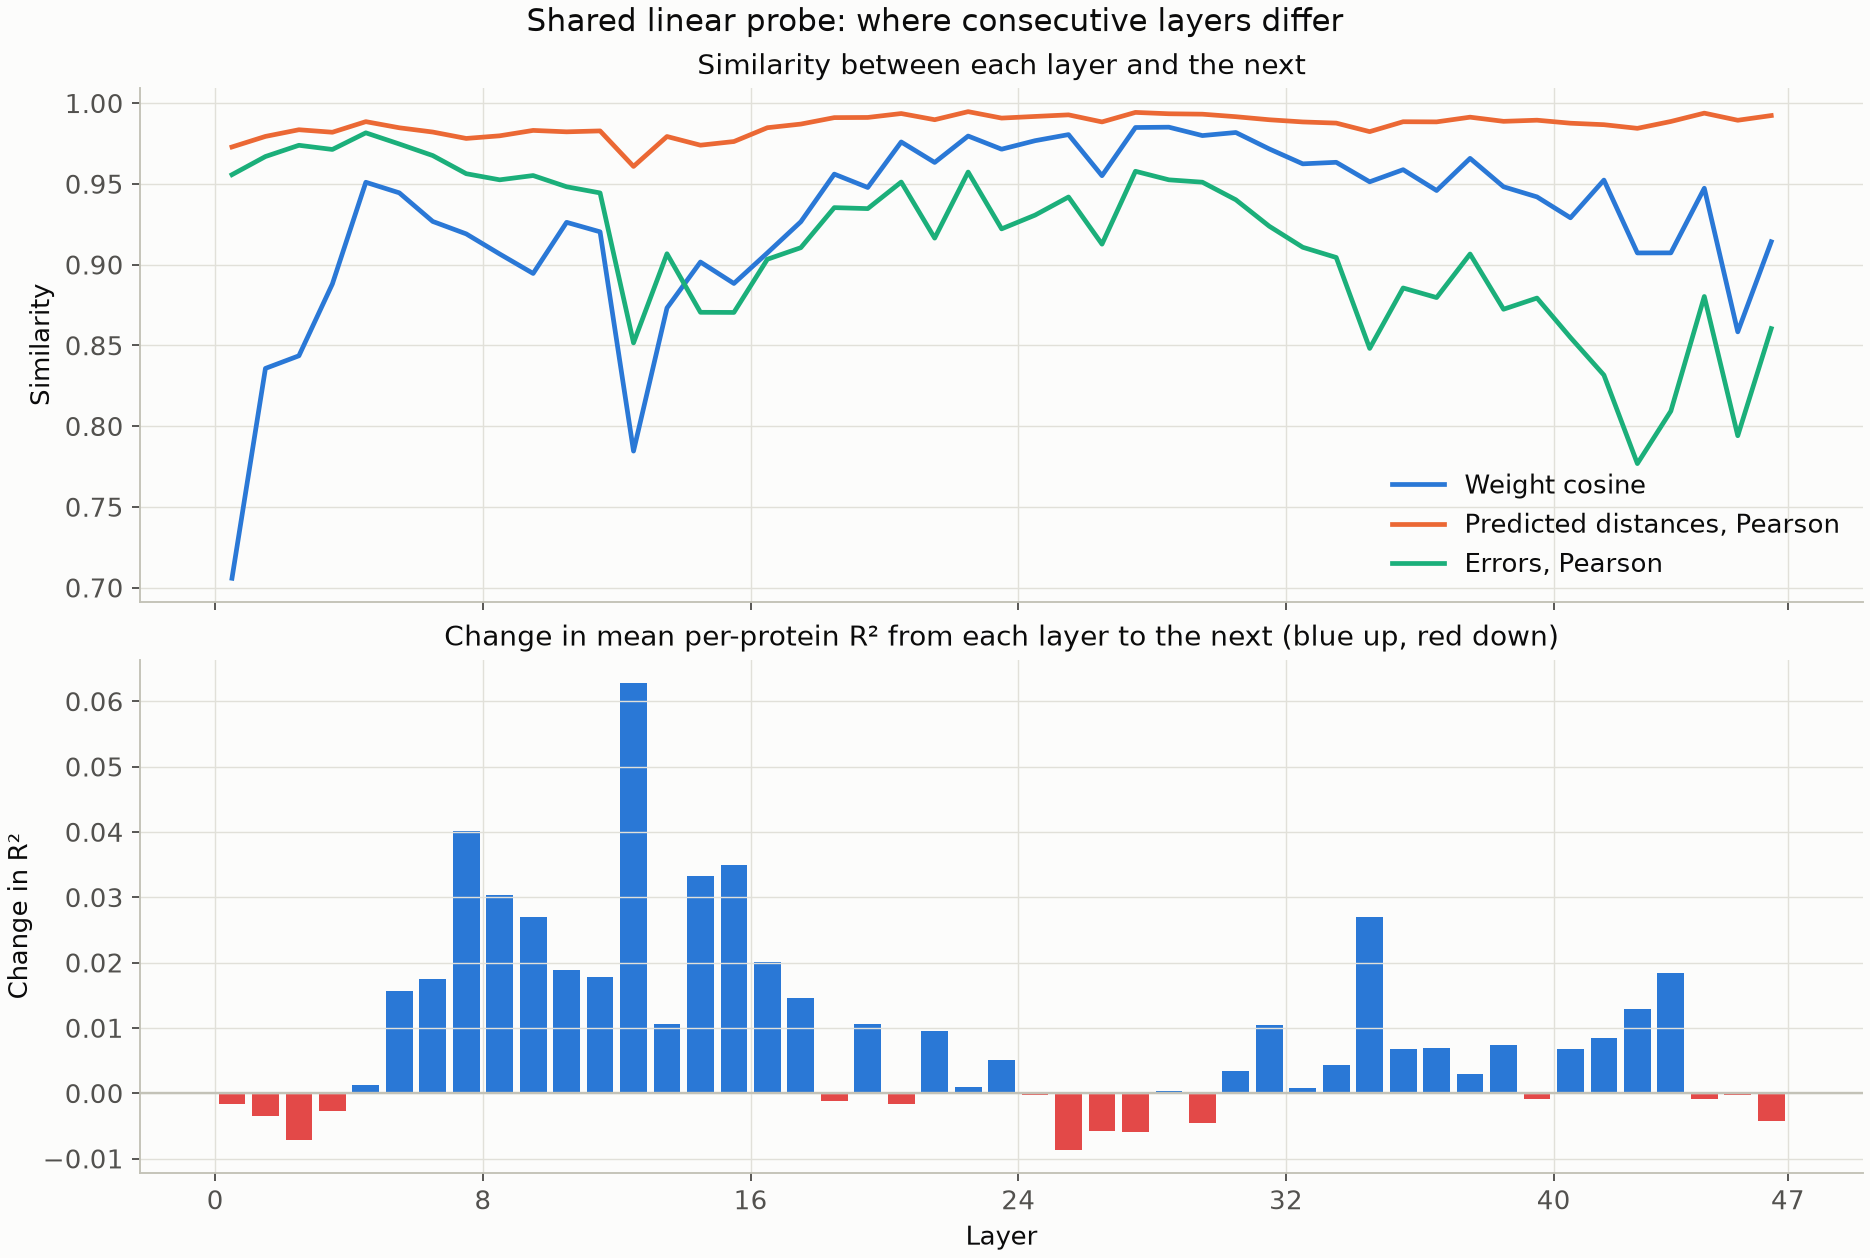 Shared linear probe: where consecutive layers differ
Similarity between each layer and the next
1.00
0.95
0.90
0.85
0.80
0.75
0.70
Similarity
Weight cosine
Predicted distances, Pearson
Errors, Pearson
Change in mean per-protein R² from each layer to the next (blue up, red down)
0.06
0.05
0.04
0.03
0.02
0.01
0.00
−0.01
Change in R²
0 8 16 24 32 40 47
Layer